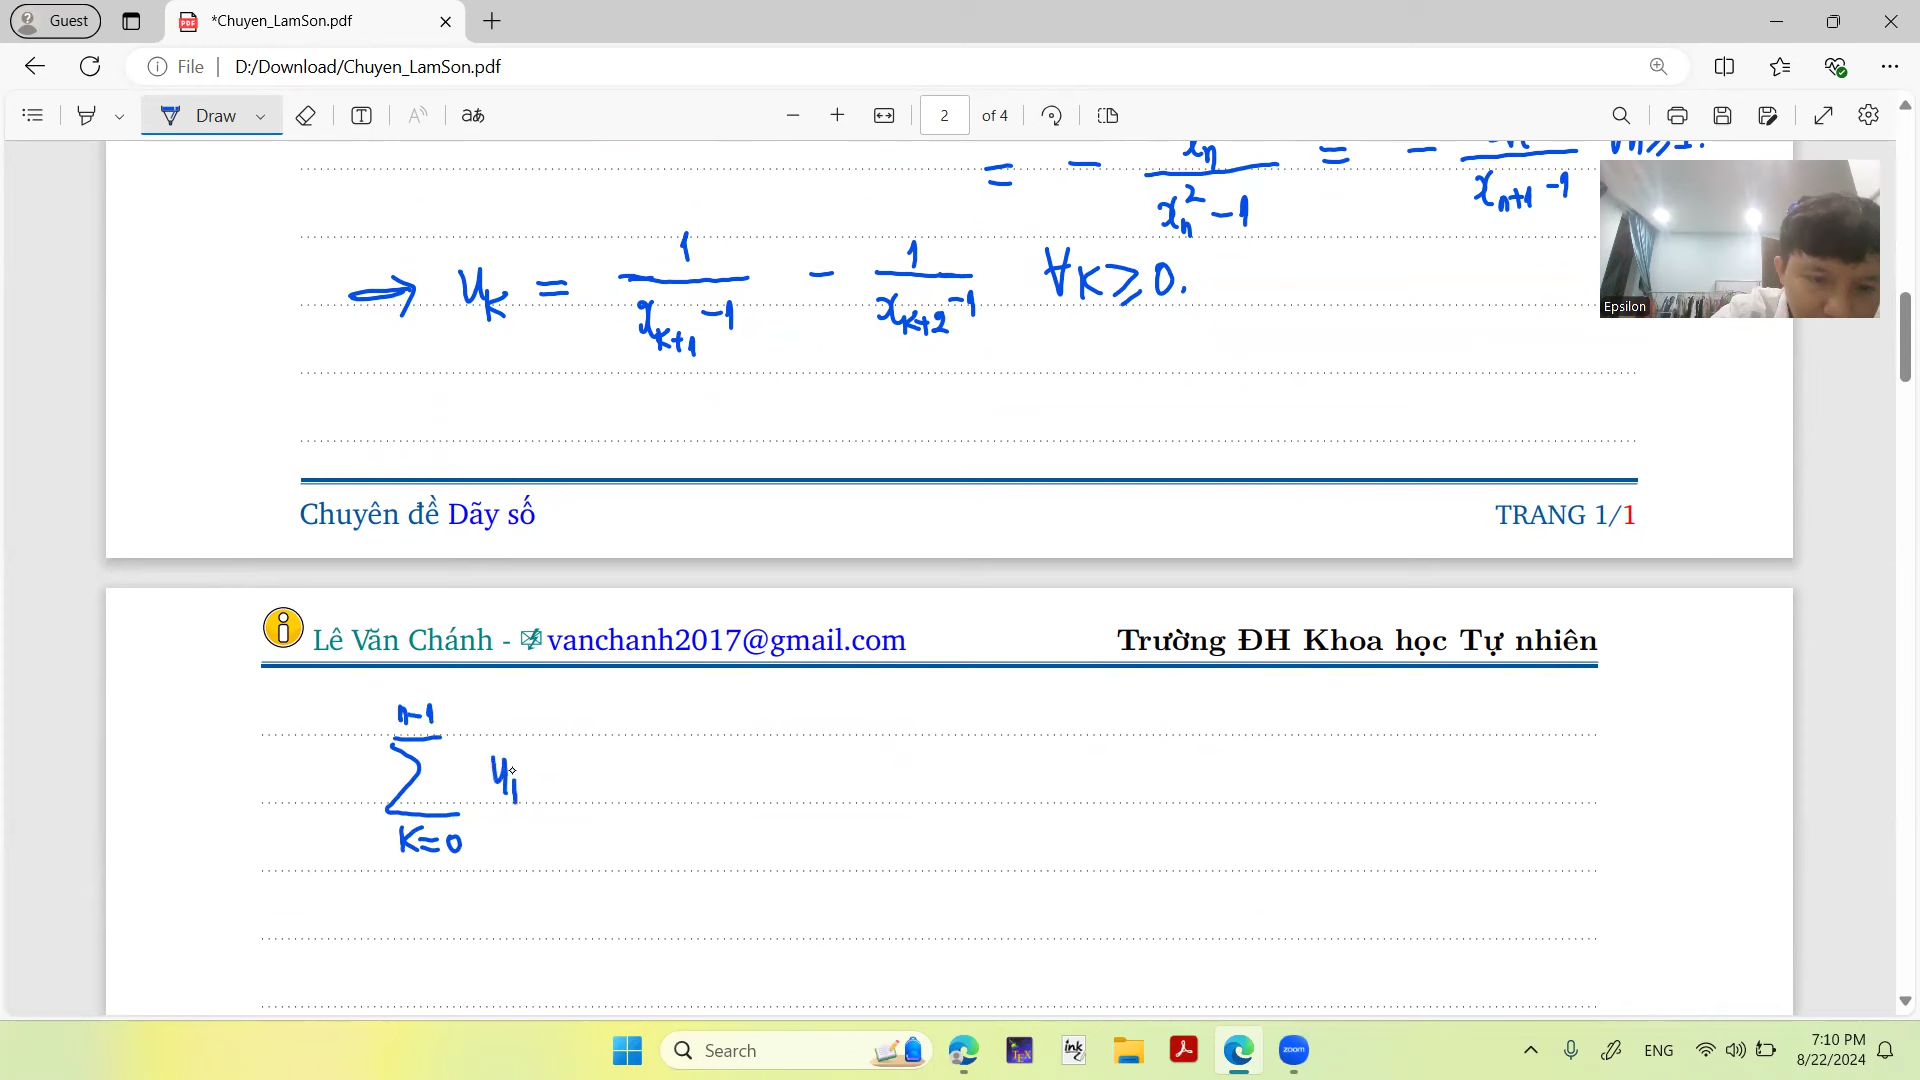 Guest
*Chuyen_LamSon.pdf
File D:/Download/Chuyen_LamSon.pdf
Draw 2 of 4
= - x_n / (x_n^2 - 1) = - / (x_{n+1} - 1)
⇒ u_k = 1 / (x_{k+1} - 1) - 1 / (x_{k+2} - 1) ∀k ≥ 0.
Epsilon
Chuyên đề Dãy số TRANG 1/1
Lê Văn Chánh - vanchanh2017@gmail.com Trường ĐH Khoa học Tự nhiên
n-1
∑ u
k=0
Search
zoom
ENG
7:10 PM
8/22/2024